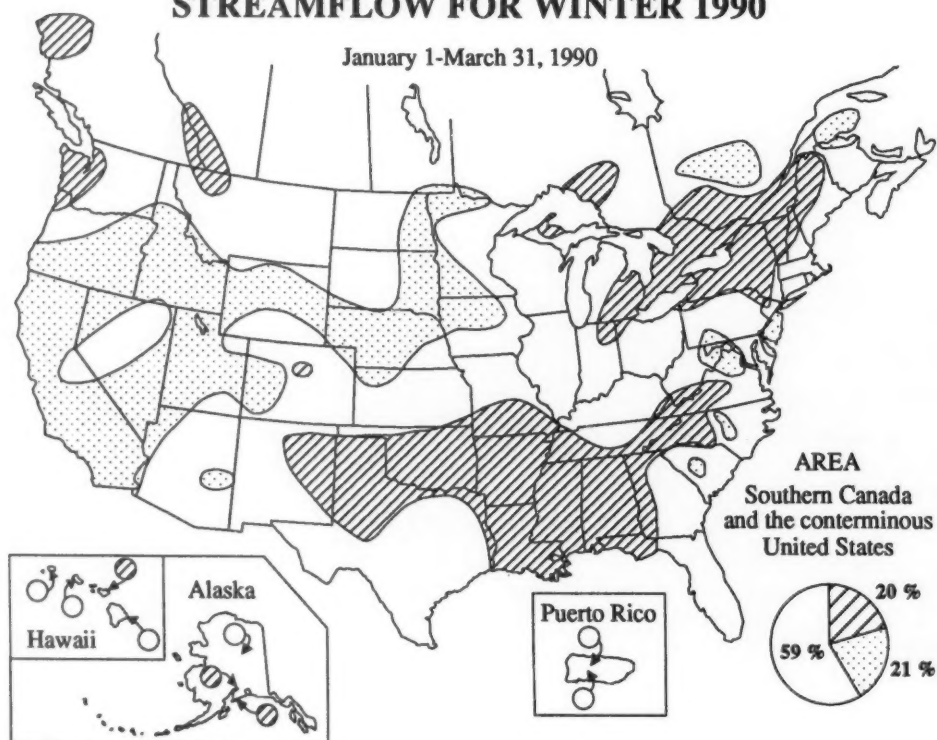 STREAMFLOW FOR WINTER 1990
January 1-March 31, 1990
AREA
Southern Canada
and the conterminous
United States
20 %
59 %
21 %
Hawaii
Alaska
Puerto Rico